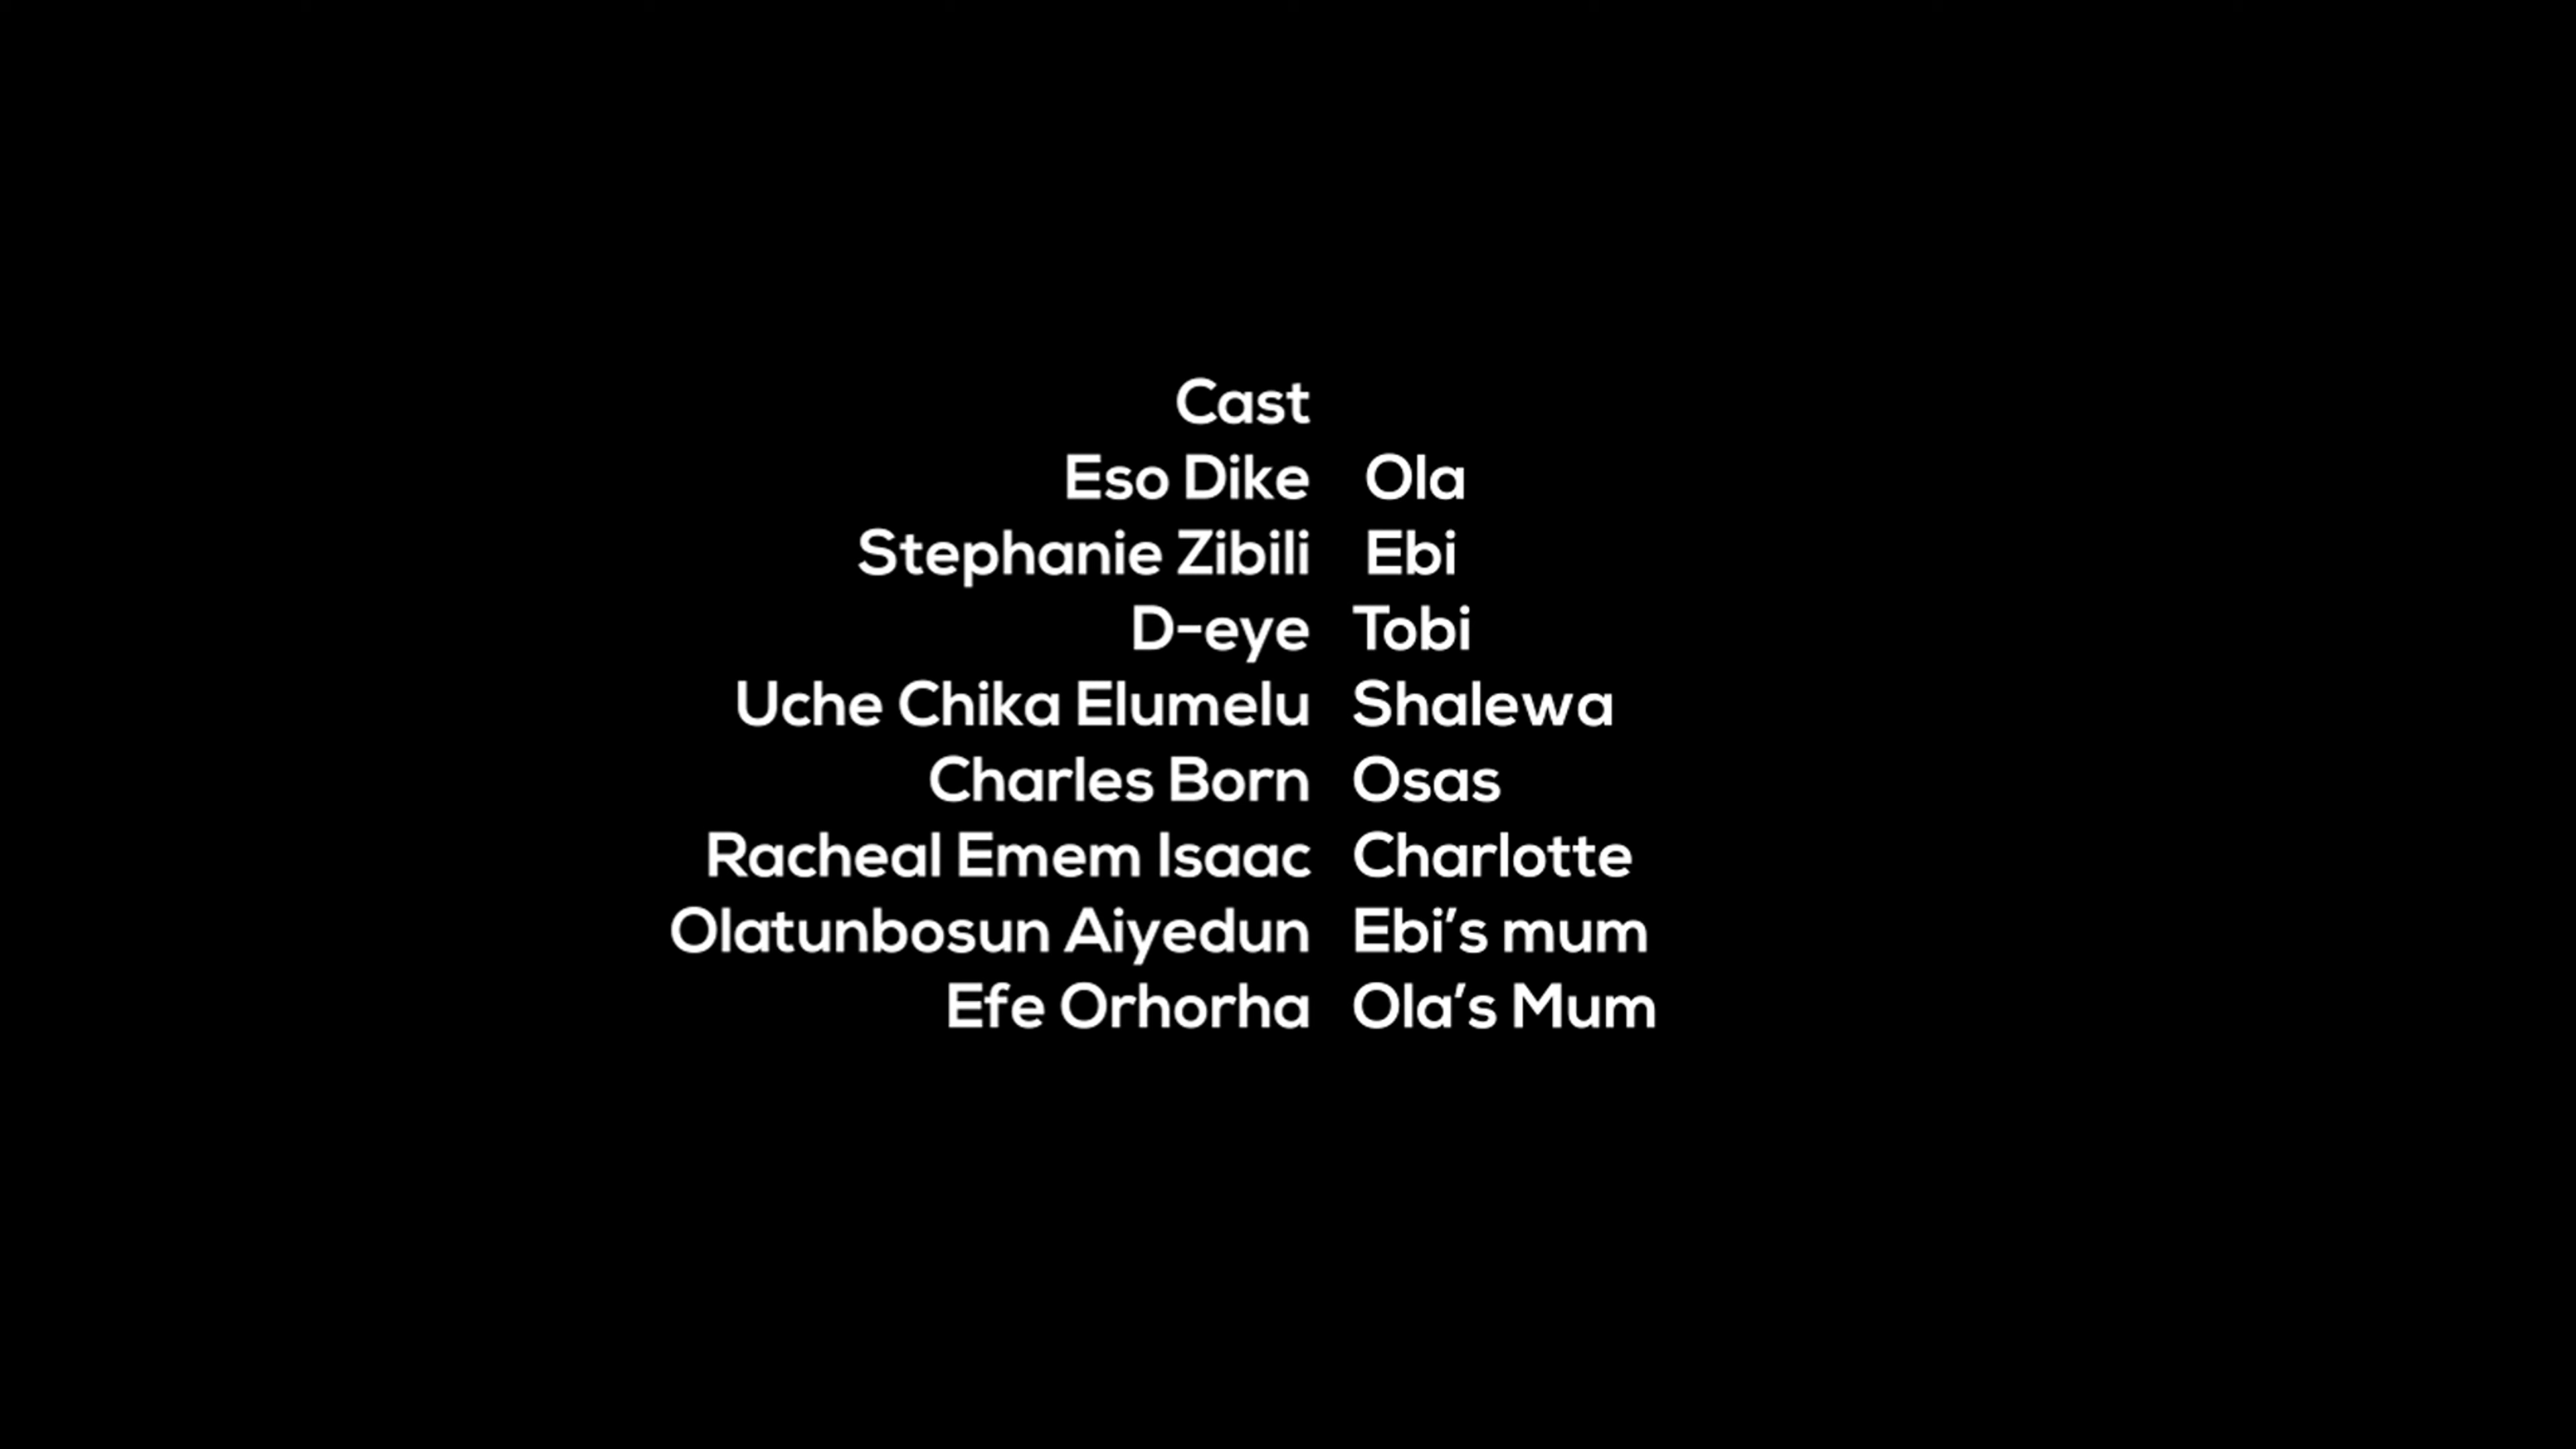 Cast
Eso Dike Ola
Stephanie Zibili Ebi
D-eye Tobi
Uche Chika Elumelu Shalewa
Charles Born Osas
Racheal Emem Isaac Charlotte
Olatunbosun Aiyedun Ebi’s mum
Efe Orhorha Ola’s Mum